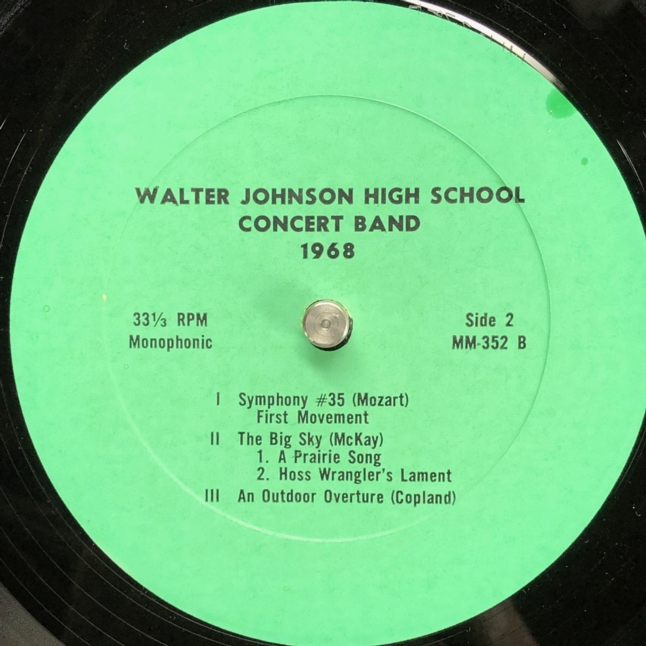 WALTER JOHNSON HIGH SCHOOL
CONCERT BAND
1968
33⅓ RPM
Monophonic
Side 2
MM-352 B
I Symphony #35 (Mozart)
First Movement
II The Big Sky (McKay)
1. A Prairie Song
2. Hoss Wrangler's Lament
III An Outdoor Overture (Copland)